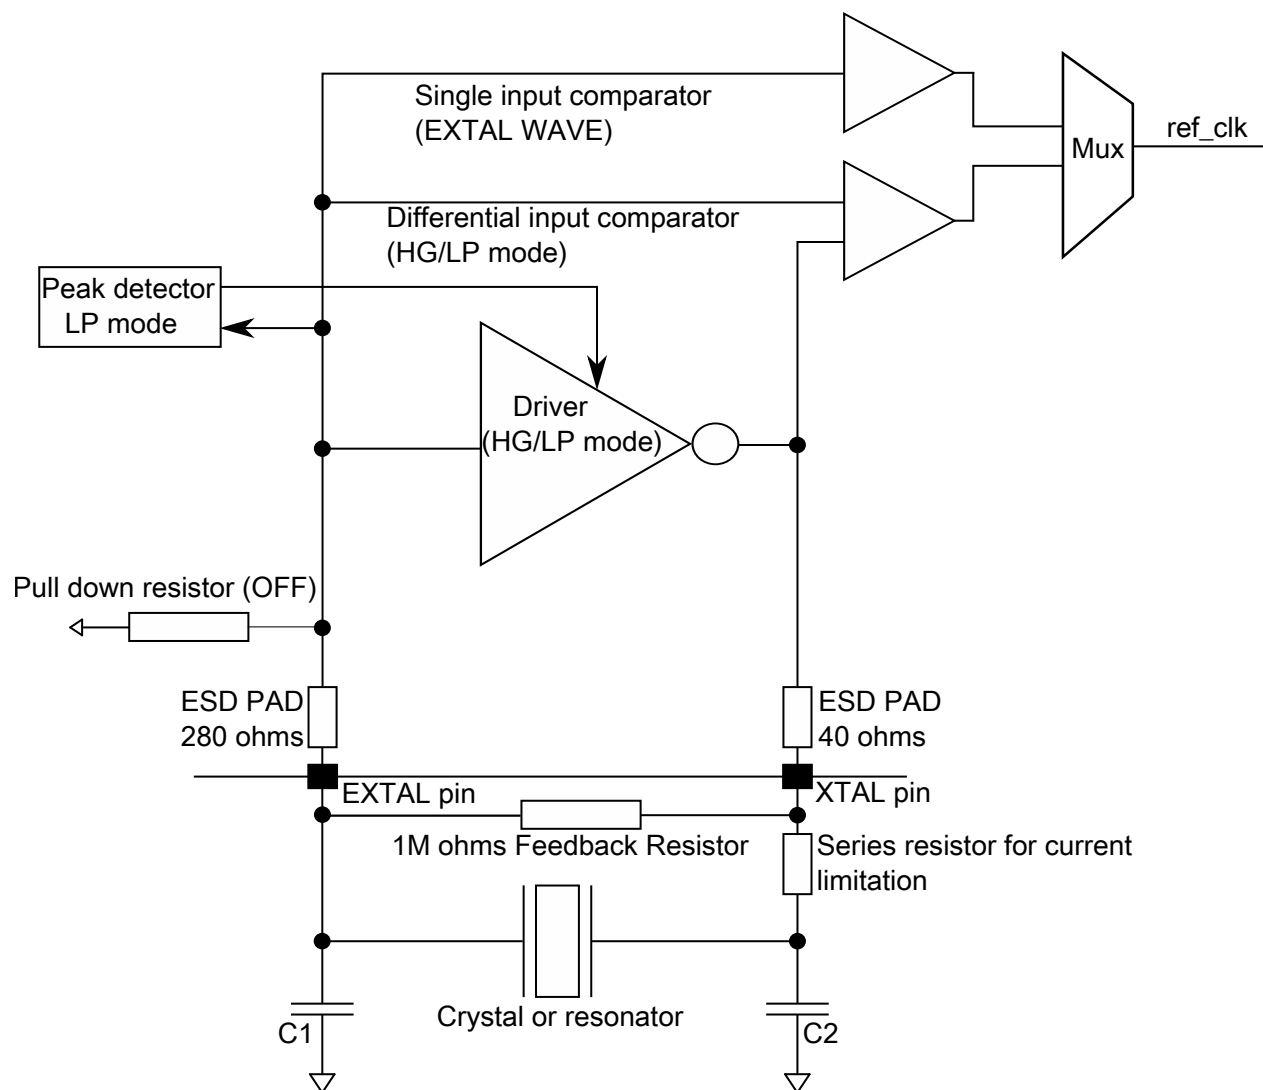 Single input comparator
(EXTAL WAVE)
ref_clk
Mux
Differential input comparator
(HG/LP mode)
Peak detector
LP mode
Driver
(HG/LP mode)
Pull down resistor (OFF)
ESD PAD
280 ohms
ESD PAD
40 ohms
EXTAL pin
XTAL pin
1M ohms Feedback Resistor
Series resistor for current
limitation
Crystal or resonator
C1
C2